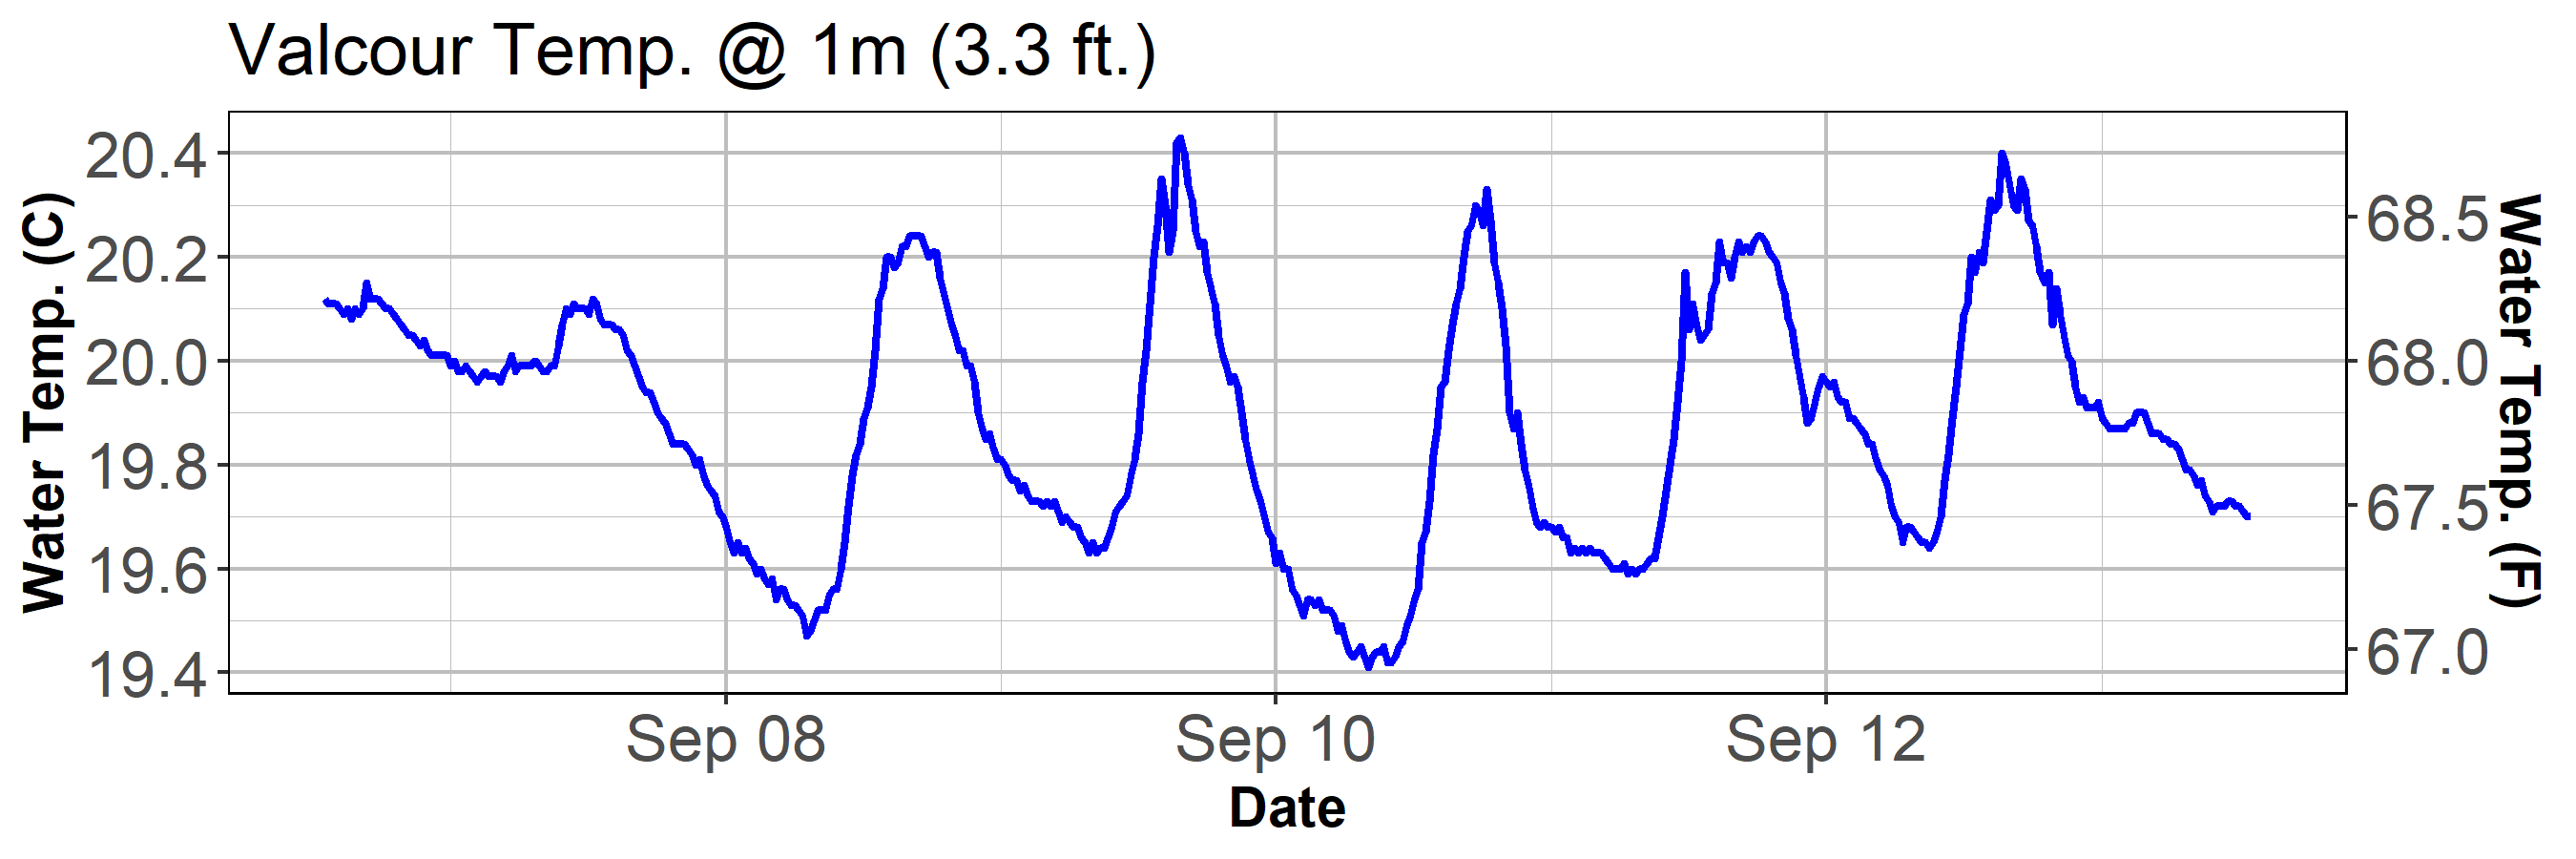 Valcour Temp. @ 1m (3.3 ft.)
Water Temp. (C)
20.4
20.2
20.0
19.8
19.6
19.4
68.5
68.0
67.5
67.0
Water Temp. (F)
Sep 08 Sep 10 Sep 12
Date